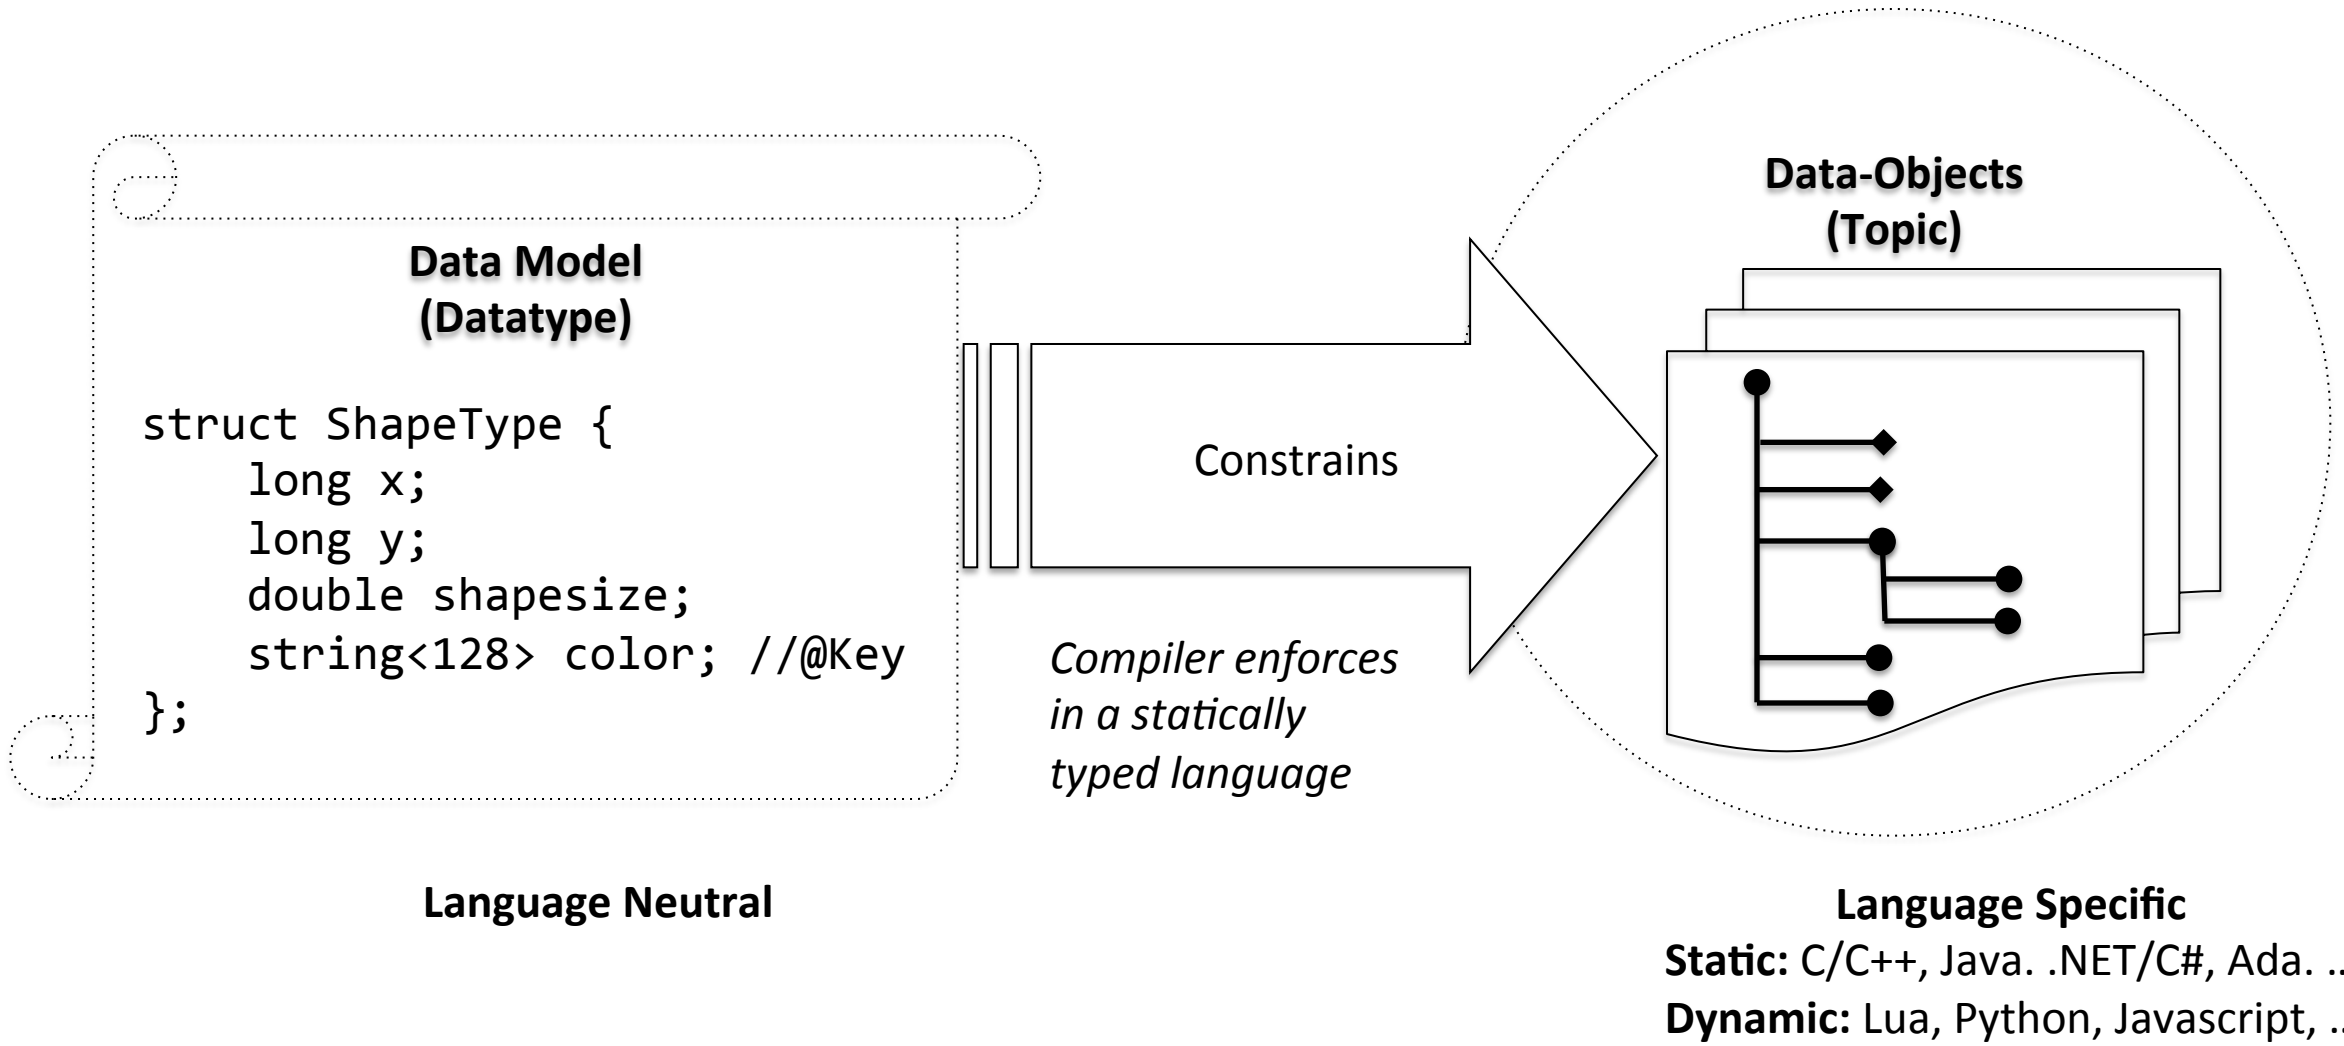 Data Model
(Datatype)
struct ShapeType {
    long x;
    long y;
    double shapesize;
    string<128> color; //@Key
};
Language Neutral
Constrains
Compiler enforces
in a statically
typed language
Data-Objects
(Topic)
Language Specific
Static: C/C++, Java. .NET/C#, Ada. ..
Dynamic: Lua, Python, Javascript, ..